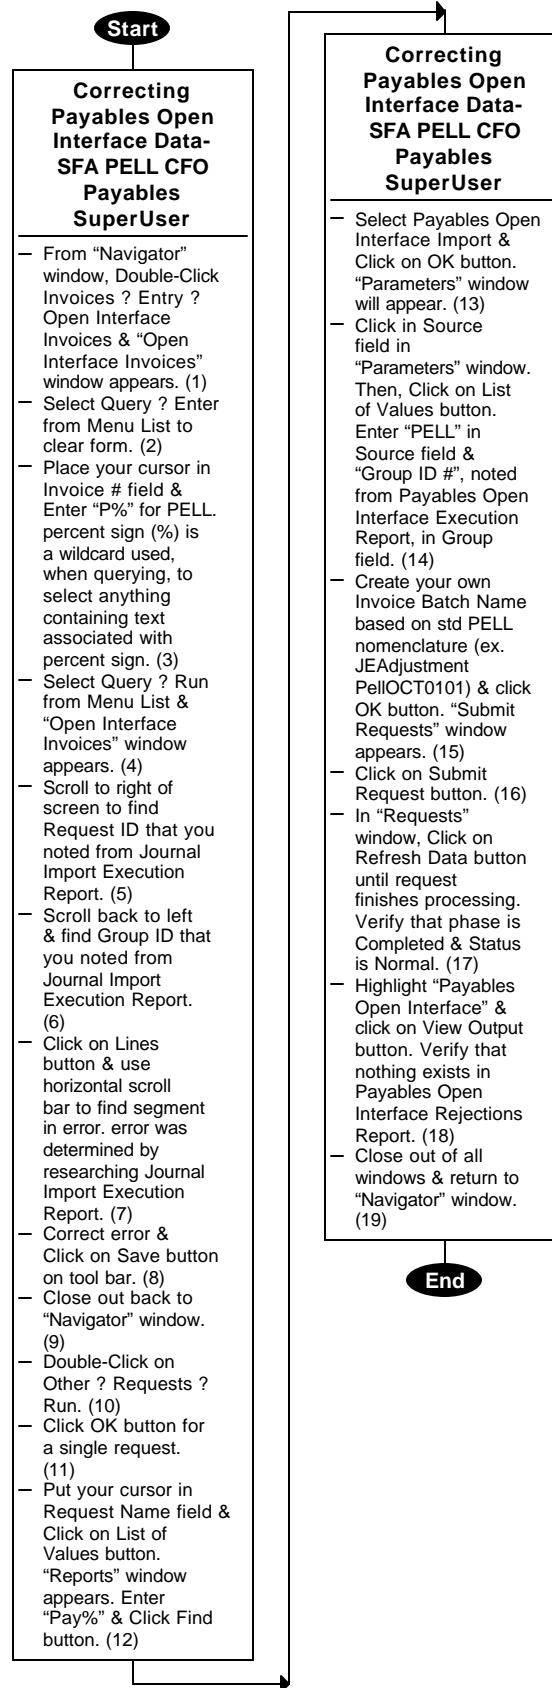 Start
Correcting
Payables Open
Interface Data-
SFA PELL CFO
Payables
SuperUser
– From “Navigator”
window, Double-Click
Invoices ? Entry ?
Open Interface
Invoices & “Open
Interface Invoices”
window appears. (1)
– Select Query ? Enter
from Menu List to
clear form. (2)
– Place your cursor in
Invoice # field &
Enter “P%” for PELL.
percent sign (%) is
a wildcard used,
when querying, to
select anything
containing text
associated with
percent sign. (3)
– Select Query ? Run
from Menu List &
“Open Interface
Invoices” window
appears. (4)
– Scroll to right of
screen to find
Request ID that you
noted from Journal
Import Execution
Report. (5)
– Scroll back to left
& find Group ID that
you noted from
Journal Import
Execution Report.
(6)
– Click on Lines
button & use
horizontal scroll
bar to find segment
in error. error was
determined by
researching Journal
Import Execution
Report. (7)
– Correct error &
Click on Save button
on tool bar. (8)
– Close out back to
“Navigator” window.
(9)
– Double-Click on
Other ? Requests ?
Run. (10)
– Click OK button for
a single request.
(11)
– Put your cursor in
Request Name field &
Click on List of
Values button.
“Reports” window
appears. Enter
“Pay%” & Click Find
button. (12)
Correcting
Payables Open
Interface Data-
SFA PELL CFO
Payables
SuperUser
– Select Payables Open
Interface Import &
Click on OK button.
“Parameters” window
will appear. (13)
– Click in Source
field in
“Parameters” window.
Then, Click on List
of Values button.
Enter “PELL” in
Source field &
“Group ID #”, noted
from Payables Open
Interface Execution
Report, in Group
field. (14)
– Create your own
Invoice Batch Name
based on std PELL
nomenclature (ex.
JEAdjustment
PellOCT0101) & click
OK button. “Submit
Requests” window
appears. (15)
– Click on Submit
Request button. (16)
– In “Requests”
window, Click on
Refresh Data button
until request
finishes processing.
Verify that phase is
Completed & Status
is Normal. (17)
– Highlight “Payables
Open Interface” &
click on View Output
button. Verify that
nothing exists in
Payables Open
Interface Rejections
Report. (18)
– Close out of all
windows & return to
“Navigator” window.
(19)
End